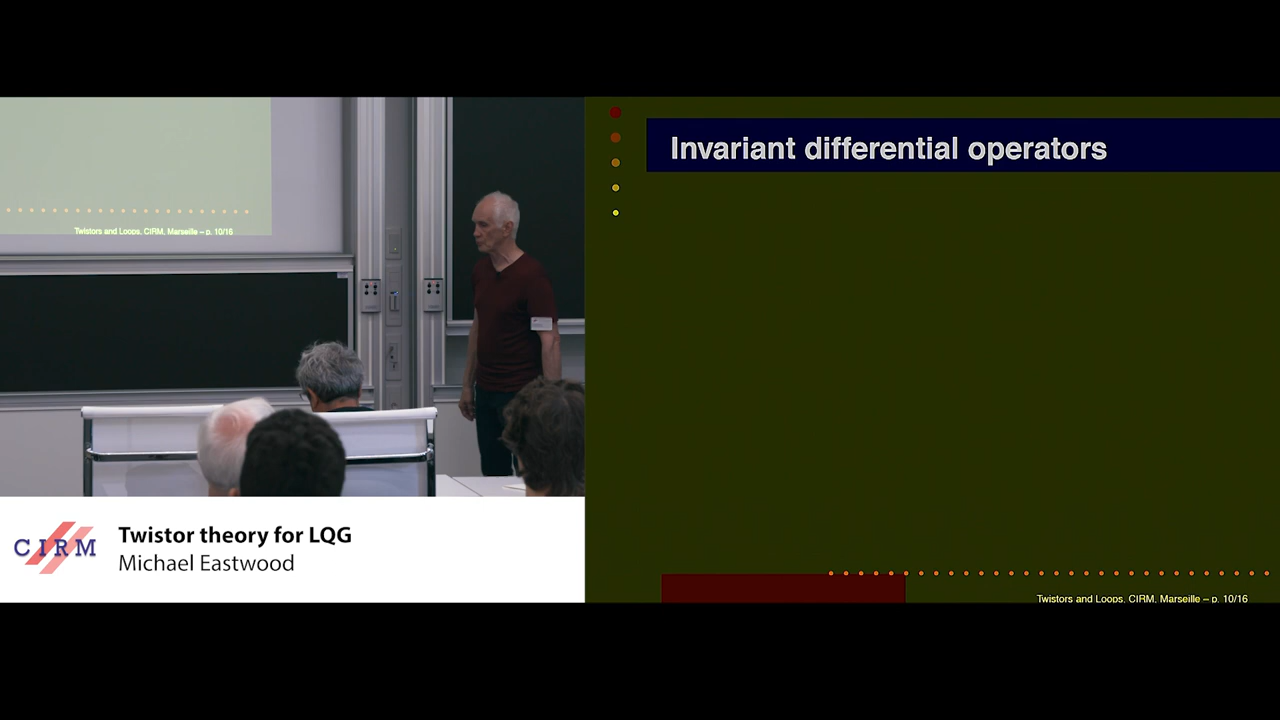 Invariant differential operators
Twistors and Loops, CIRM, Marseille – p. 10/16
Twistors and Loops, CIRM, Marseille – p. 10/16
CIRM
Twistor theory for LQG
Michael Eastwood